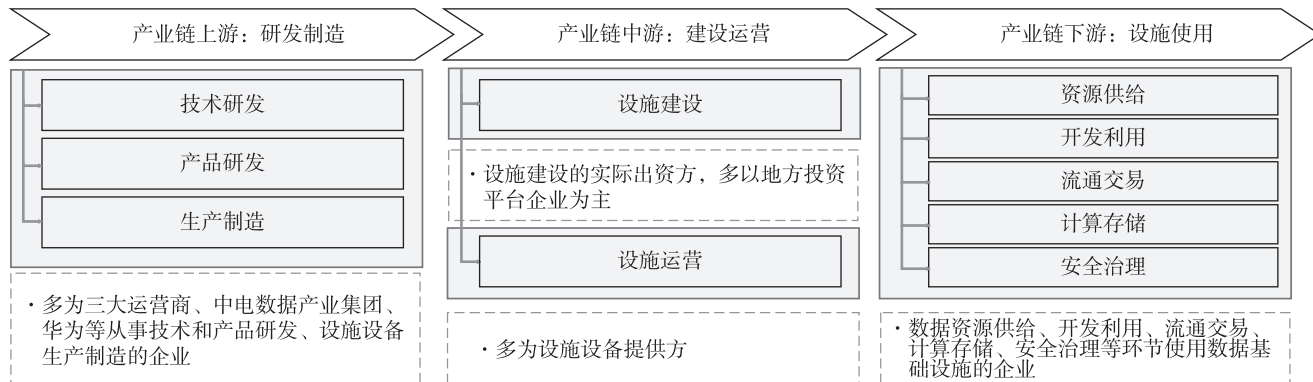 产业链上游：研发制造
技术研发
产品研发
生产制造
·多为三大运营商、中电数据产业集团、
华为等从事技术和产品研发、设施设备
生产制造的企业
产业链中游：建设运营
设施建设
·设施建设的实际出资方，多以地方投资
平台企业为主
设施运营
·多为设施设备提供方
产业链下游：设施使用
资源供给
开发利用
流通交易
计算存储
安全治理
·数据资源供给、开发利用、流通交易、
计算存储、安全治理等环节使用数据基
础设施的企业